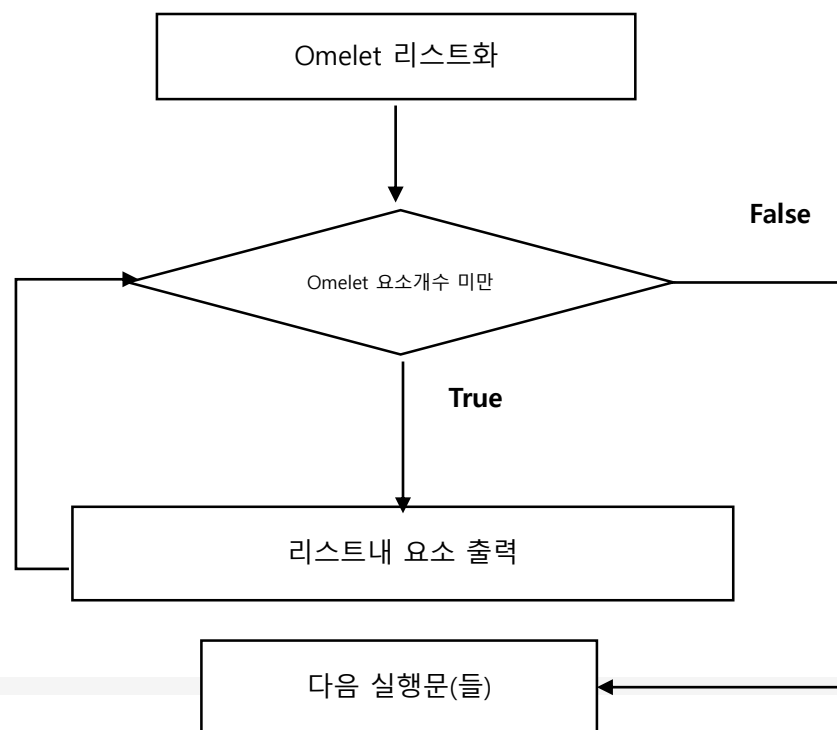 Omelet 리스트화
False
Omelet 요소개수 미만
True
리스트내 요소 출력
다음 실행문(들)